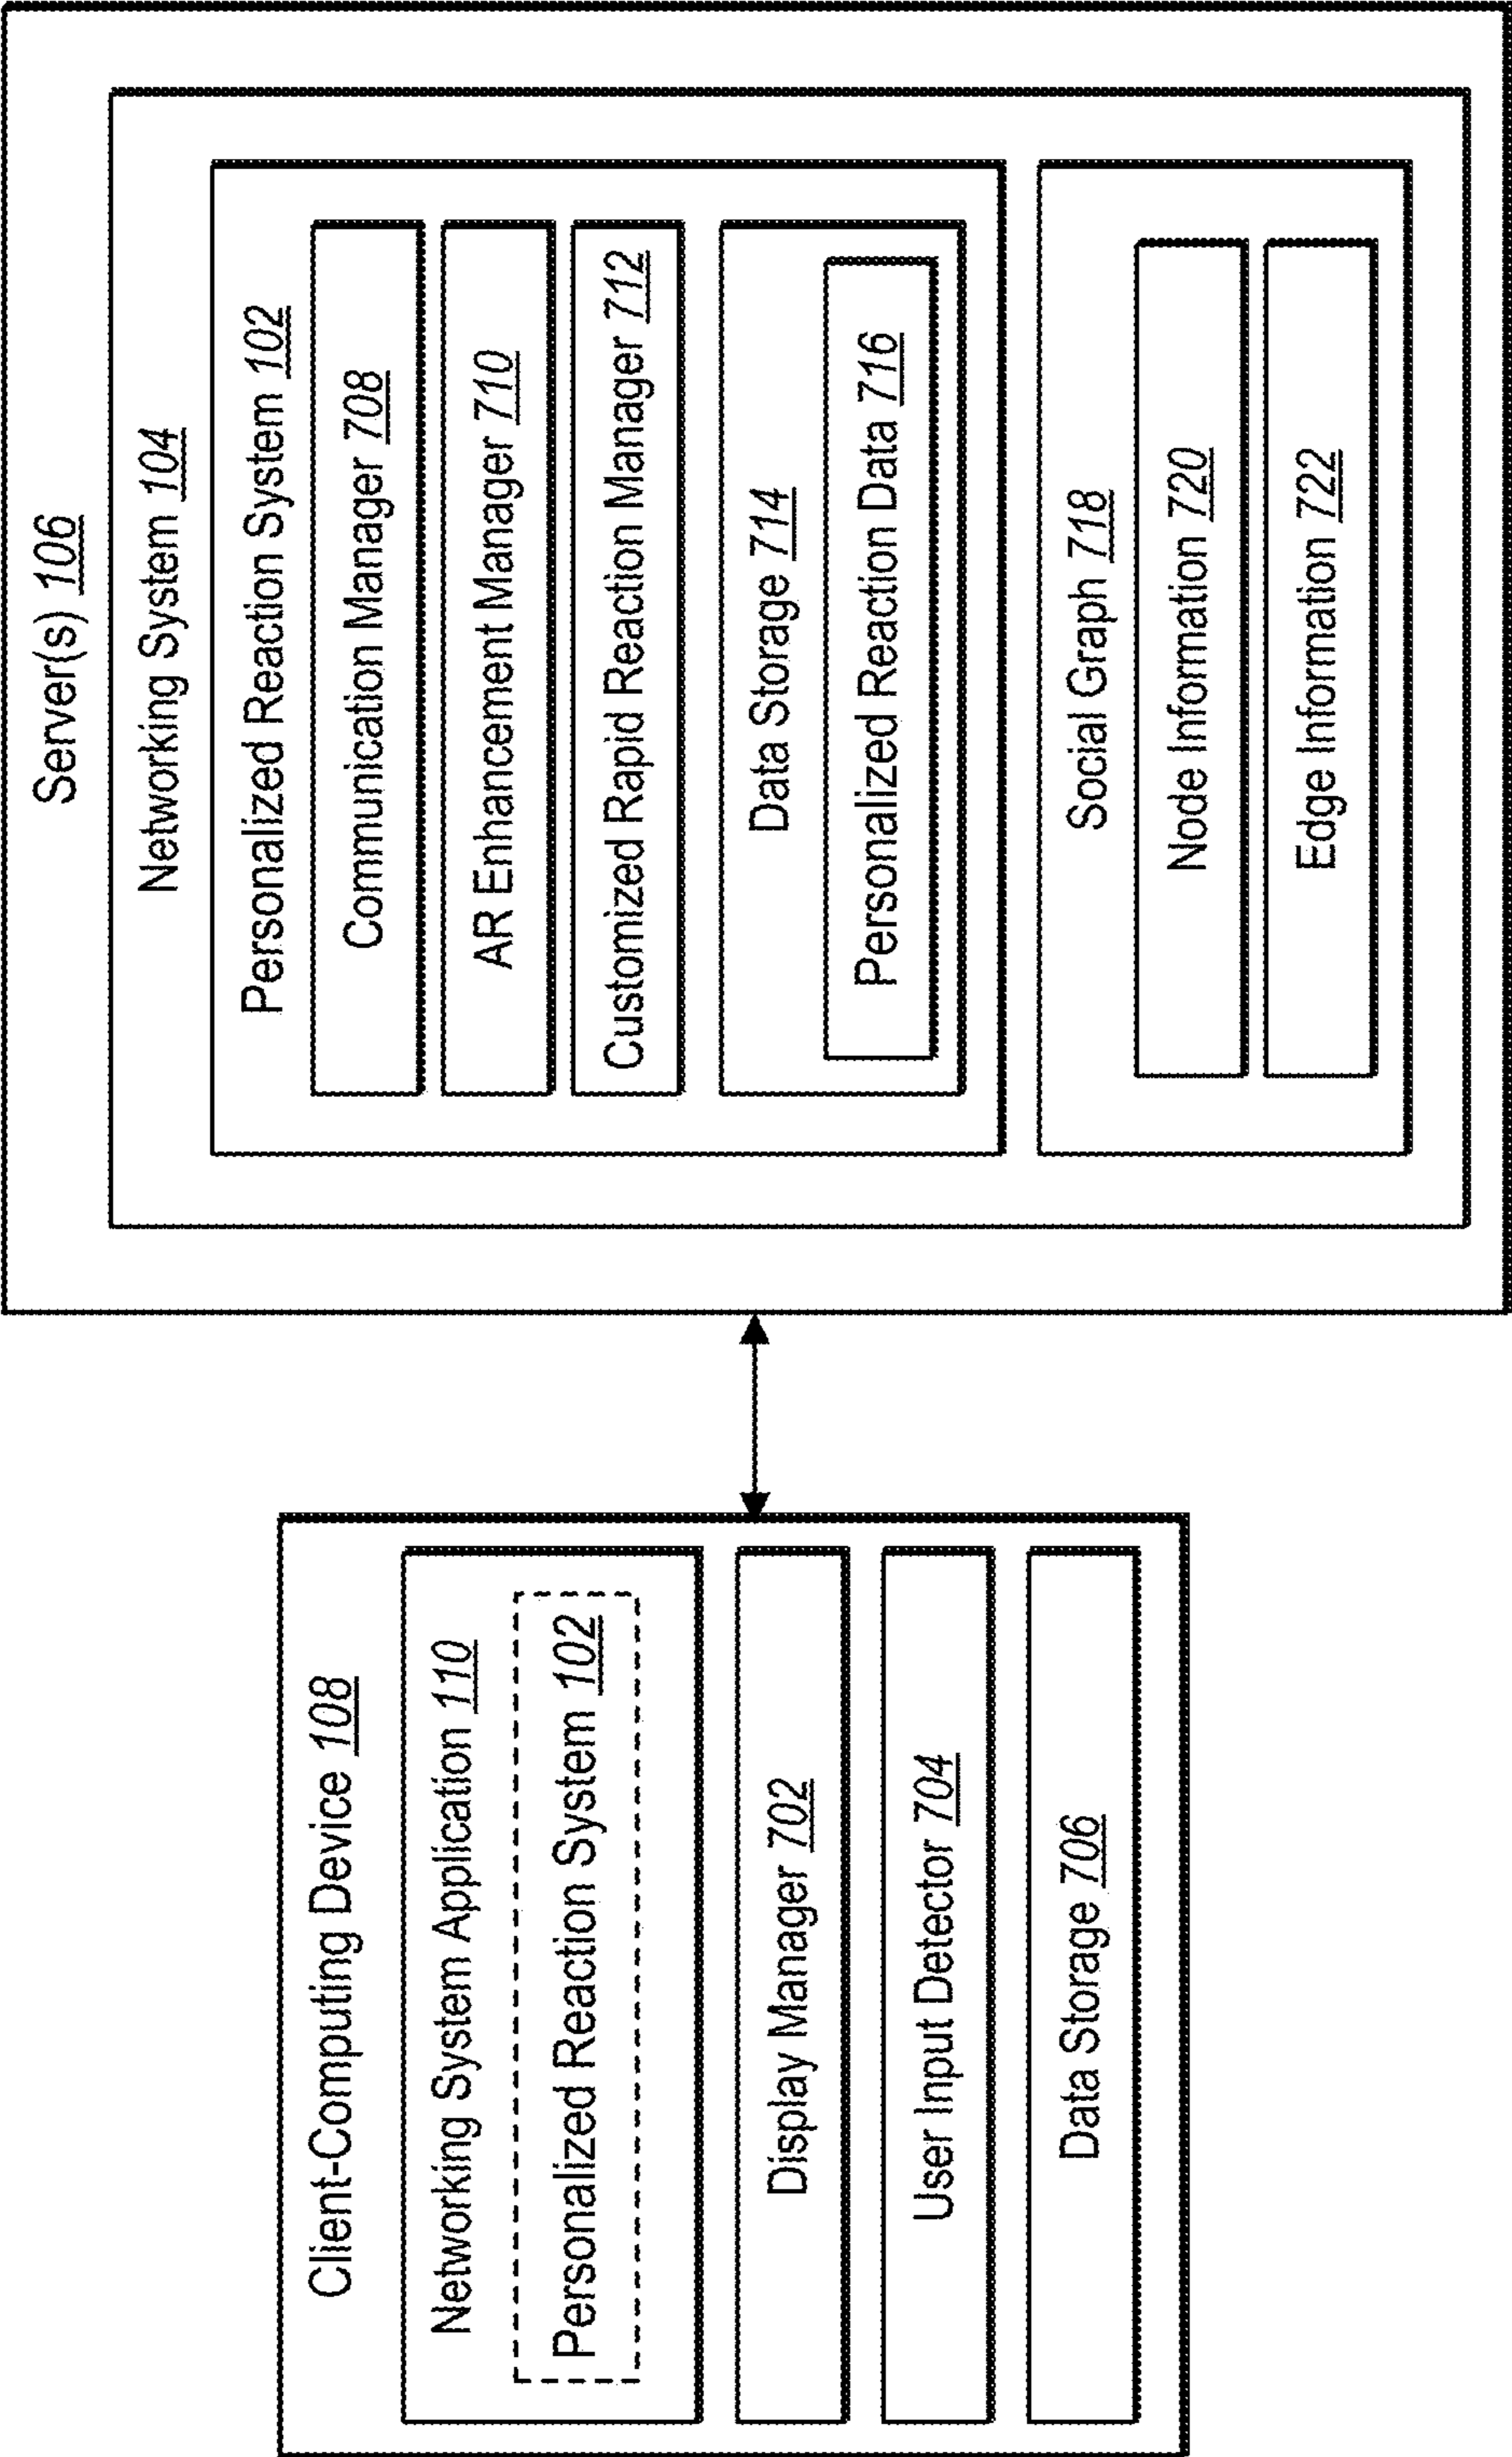 Client-Computing Device 108
Networking System Application 110
Personalized Reaction System 102
Display Manager 702
User Input Detector 704
Data Storage 706
Server(s) 106
Networking System 104
Personalized Reaction System 102
Communication Manager 708
AR Enhancement Manager 710
Customized Rapid Reaction Manager 712
Data Storage 714
Personalized Reaction Data 716
Social Graph 718
Node Information 720
Edge Information 722